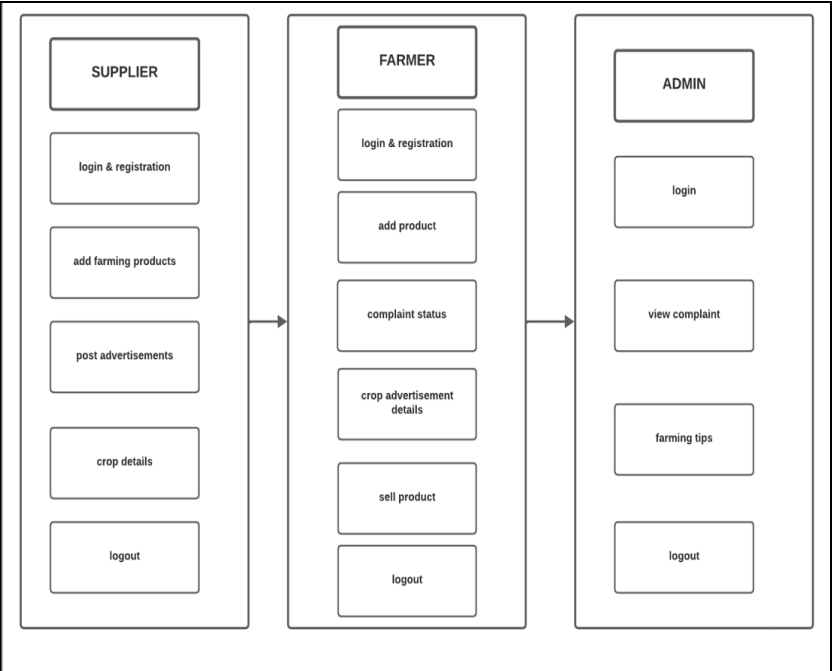 SUPPLIER
login & registration
add farming products
post advertisements
crop details
logout
FARMER
login & registration
add product
complaint status
crop advertisement
details
sell product
logout
ADMIN
login
view complaint
farming tips
logout